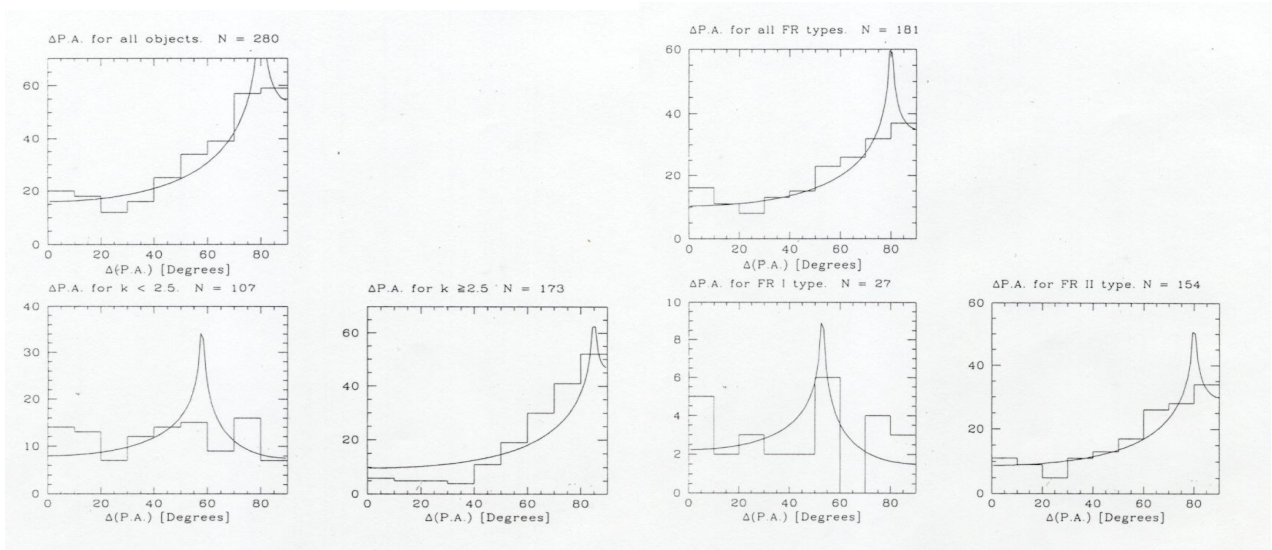 ΔP.A. for all objects. N = 280
60
40
20
0
0 20 40 60 80
Δ(P.A.) [Degrees]
ΔP.A. for all FR types. N = 181
60
40
20
0
0 20 40 60 80
Δ(P.A.) [Degrees]
ΔP.A. for k < 2.5. N = 107
40
30
20
10
0
0 20 40 60 80
Δ(P.A.) [Degrees]
ΔP.A. for k ≥2.5 N = 173
60
40
20
0
0 20 40 60 80
Δ(P.A.) [Degrees]
ΔP.A. for FR I type. N = 27
10
8
6
4
2
0
0 20 40 60 80
Δ(P.A.) [Degrees]
ΔP.A. for FR II type. N = 154
60
40
20
0
0 20 40 60 80
Δ(P.A.) [Degrees]